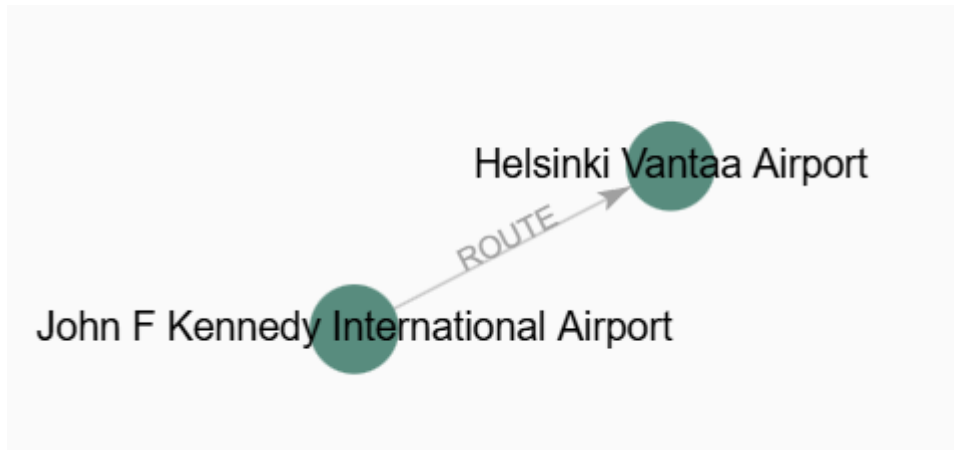 Helsinki Vantaa Airport
ROUTE
John F Kennedy International Airport